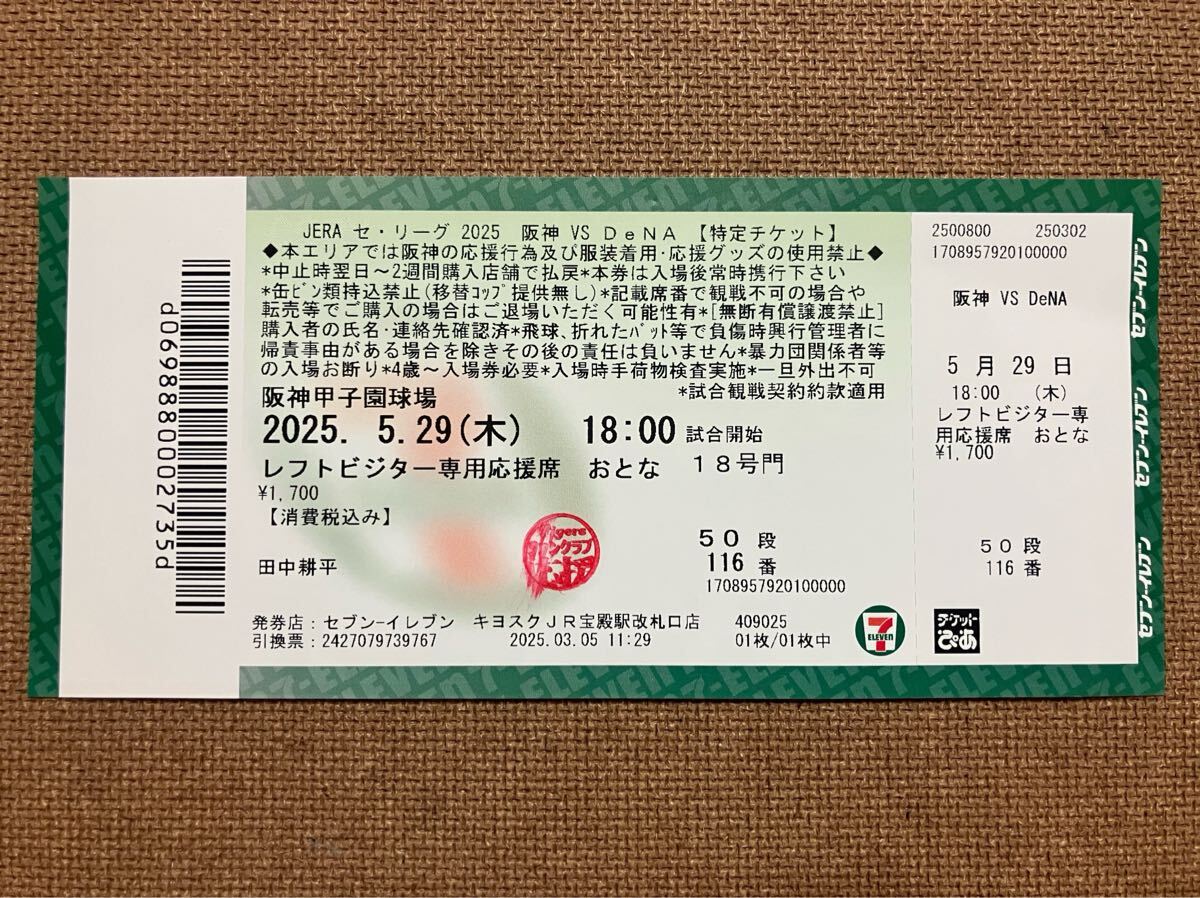 JERA セ・リーグ 2025 阪神 VS DeNA 【特定チケット】
◆本エリアでは阪神の応援行為及び服装着用・応援グッズの使用禁止◆
*中止時翌日～2週間購入店舗で払戻*本券は入場後常時携行下さい
*缶ビン類持込禁止(移替コップ提供無し)*記載席番で観戦不可の場合や
転売等でご購入の場合はご退場いただく可能性有*[無断有償譲渡禁止]
購入者の氏名・連絡先確認済*飛球、折れたバット等で負傷時興行管理者に
帰責事由がある場合を除きその後の責任は負いません*暴力団関係者等
の入場お断り*4歳～入場券必要*入場時手荷物検査実施*一旦外出不可
*試合観戦契約約款適用
阪神甲子園球場
2025. 5.29(木) 18:00 試合開始
レフトビジター専用応援席 おとな 18号門
¥1,700
【消費税込み】
田中耕平
50 段
116 番
1708957920100000
発券店：セブン-イレブン キヨスクJR宝殿駅改札口店 409025
引換票：2427079739767 2025.03.05 11:29 01枚/01枚中
d0698880002735d
7
ELEVEN
チケット
ぴあ
2500800 250302
1708957920100000
阪神 VS DeNA
5 月 29 日
18:00 (木)
レフトビジター専
用応援席 おとな
¥1,700
50 段
116 番
セブン-イレブン
セブン-イレブン
セブン-イレブン
7-ELEVEN